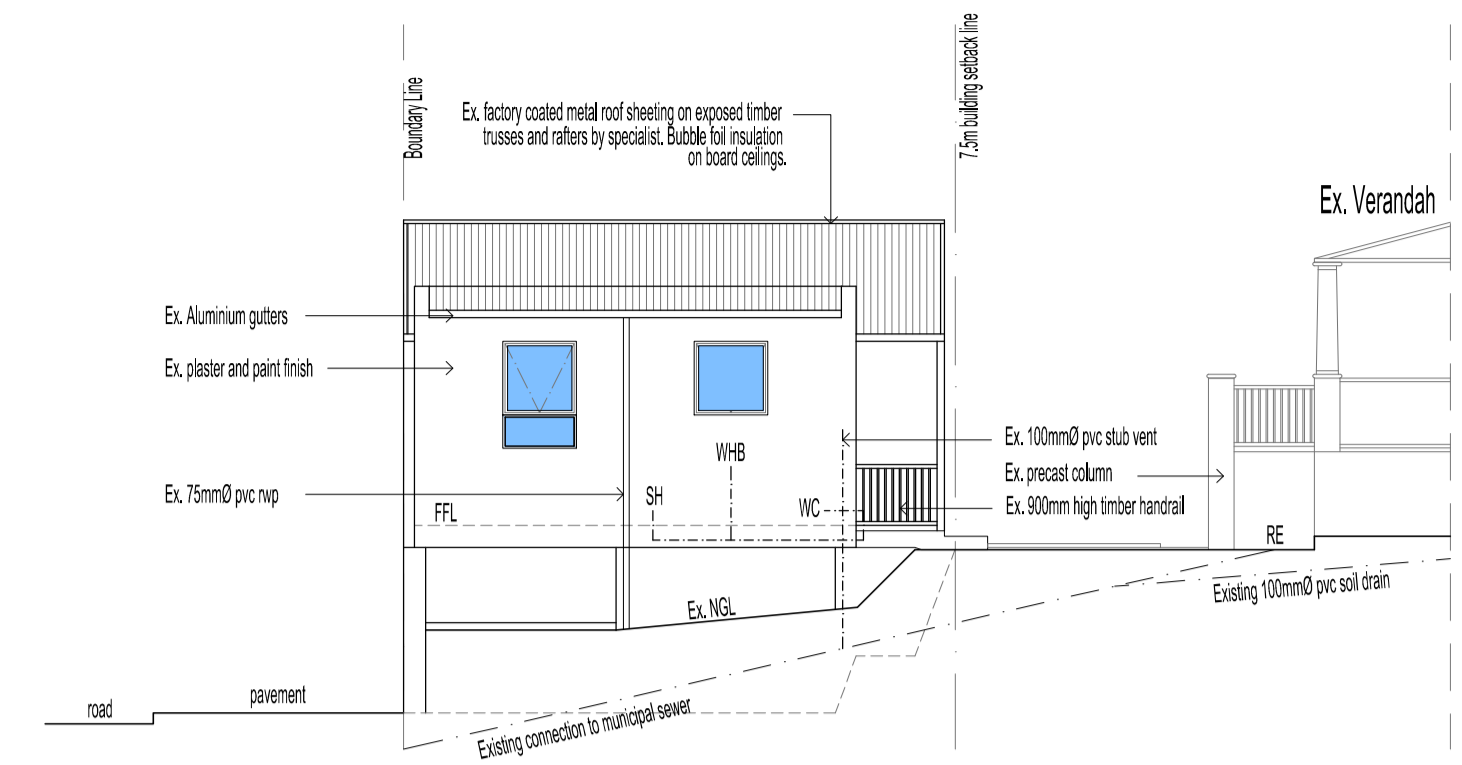 Boundary Line
7.5m building setback line
Ex. factory coated metal roof sheeting on exposed timber
trusses and rafters by specialist. Bubble foil insulation
on board ceilings.
Ex. Verandah
Ex. Aluminium gutters
Ex. plaster and paint finish
Ex. 75mmØ pvc rwp
FFL
SH
WHB
WC
Ex. 100mmØ pvc stub vent
Ex. precast column
Ex. 900mm high timber handrail
RE
Existing 100mmØ pvc soil drain
Ex. NGL
road
pavement
Existing connection to municipal sewer